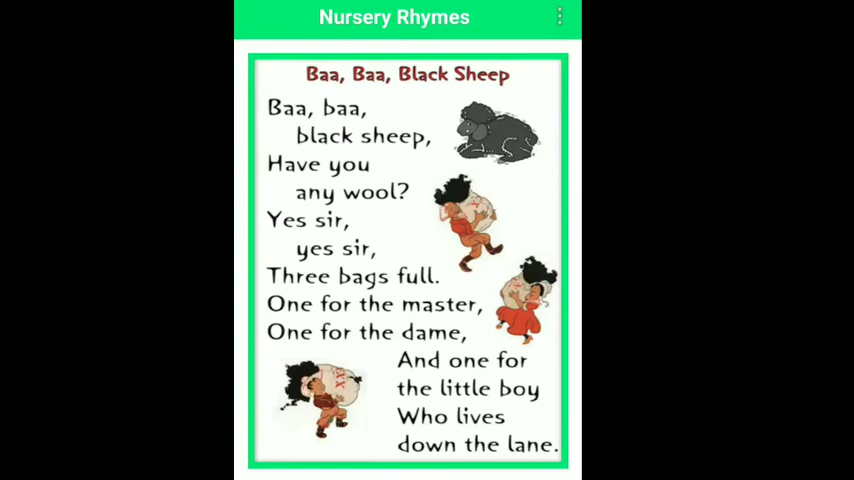 Nursery Rhymes
Baa, Baa, Black Sheep
Baa, baa,
black sheep,
Have you
any wool?
Yes sir,
yes sir,
Three bags full.
One for the master,
One for the dame,
And one for
the little boy
Who lives
down the lane.